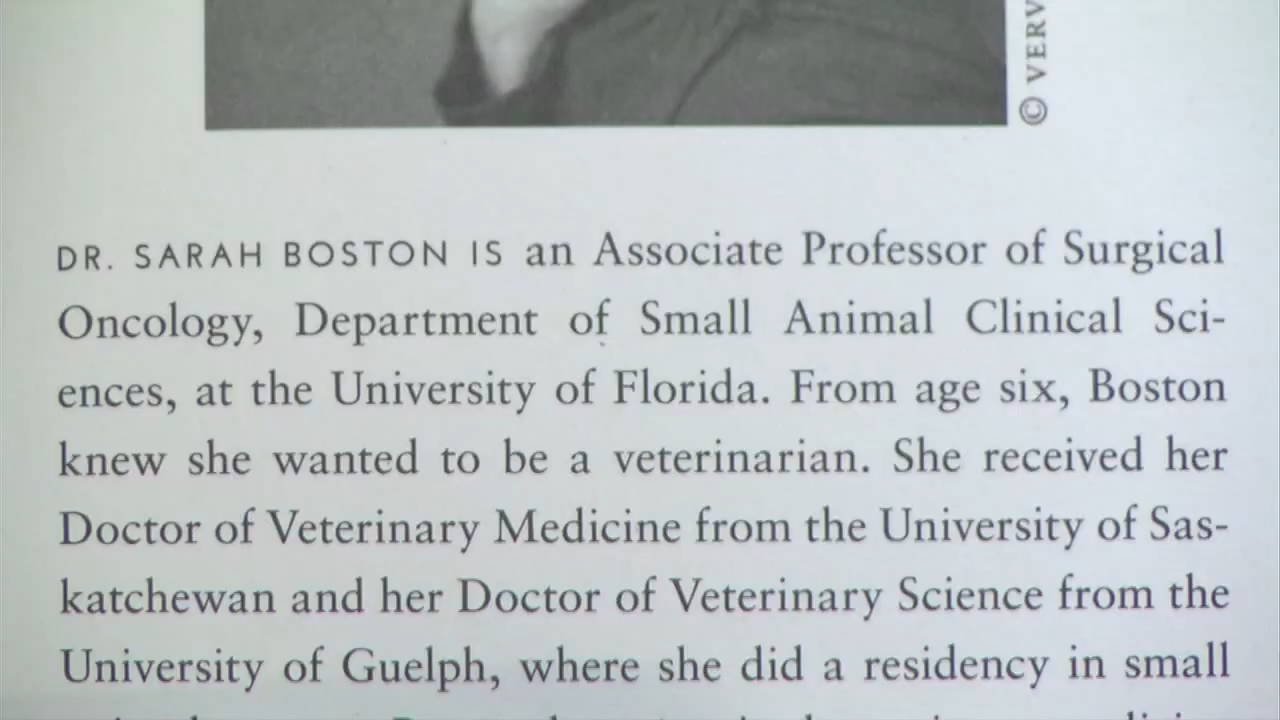 © VERV
DR. SARAH BOSTON IS an Associate Professor of Surgical
Oncology, Department of Small Animal Clinical Sci-
ences, at the University of Florida. From age six, Boston
knew she wanted to be a veterinarian. She received her
Doctor of Veterinary Medicine from the University of Sas-
katchewan and her Doctor of Veterinary Science from the
University of Guelph, where she did a residency in small